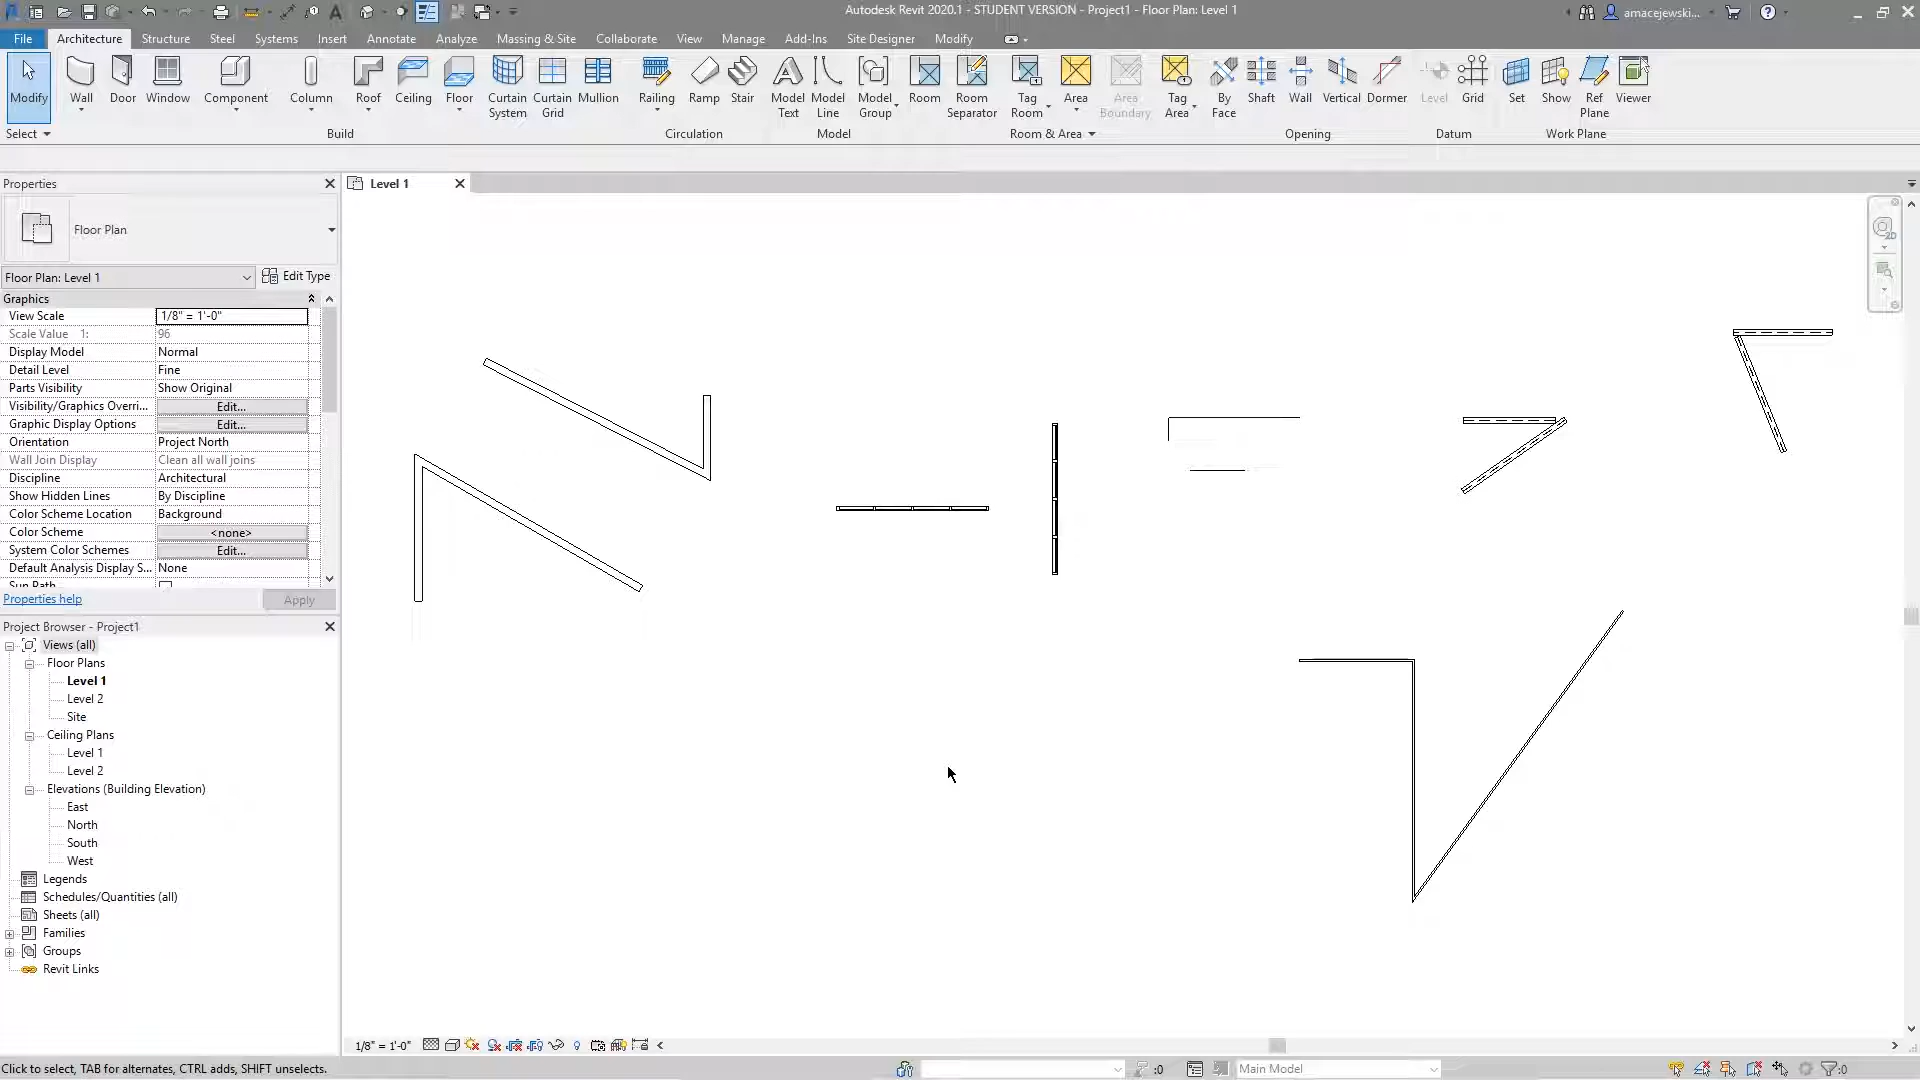 Autodesk Revit 2020.1 - STUDENT VERSION - Project1 - Floor Plan: Level 1
amacejewski...
File Architecture Structure Steel Systems Insert Annotate Analyze Massing & Site Collaborate View Manage Add-Ins Site Designer Modify
Modify Wall Door Window Component Column Roof Ceiling Floor Curtain System Curtain Grid Mullion Railing Ramp Stair Model Text Model Line Model Group Room Room Separator Tag Room Area Area Boundary Tag Area By Face Shaft Wall Vertical Dormer Level Grid Set Show Ref Plane Viewer
Select Build Circulation Model Room & Area Opening Datum Work Plane
Properties
Level 1
Floor Plan
Floor Plan: Level 1 Edit Type
Graphics
View Scale 1/8" = 1'-0"
Scale Value 1: 96
Display Model Normal
Detail Level Fine
Parts Visibility Show Original
Visibility/Graphics Overri... Edit...
Graphic Display Options Edit...
Orientation Project North
Wall Join Display Clean all wall joins
Discipline Architectural
Show Hidden Lines By Discipline
Color Scheme Location Background
Color Scheme <none>
System Color Schemes Edit...
Default Analysis Display S... None
Sun Path
Properties help Apply
Project Browser - Project1
Views (all)
Floor Plans
Level 1
Level 2
Site
Ceiling Plans
Level 1
Level 2
Elevations (Building Elevation)
East
North
South
West
Legends
Schedules/Quantities (all)
Sheets (all)
Families
Groups
Revit Links
2D
1/8" = 1'-0"
Click to select, TAB for alternates, CTRL adds, SHIFT unselects.
:0
Main Model
:0